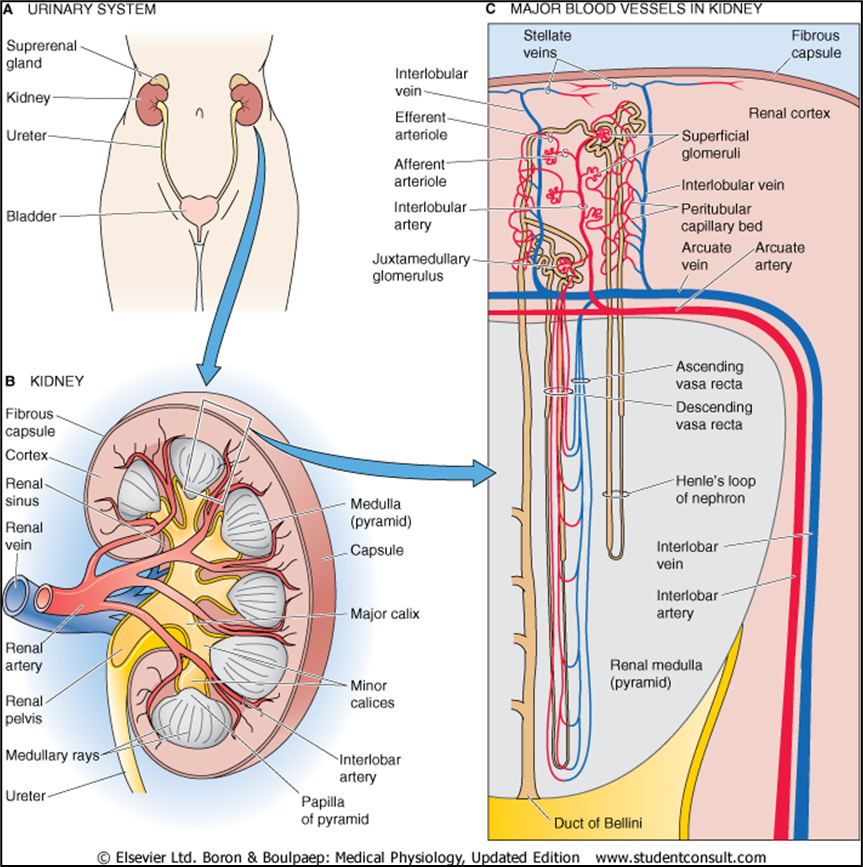 A URINARY SYSTEM
Suprerenal
gland
Kidney
Ureter
Bladder
B KIDNEY
Fibrous
capsule
Cortex
Renal
sinus
Renal
vein
Renal
artery
Renal
pelvis
Medullary rays
Ureter
Medulla
(pyramid)
Capsule
Major calix
Minor
calices
Interlobar
artery
Papilla
of pyramid
C MAJOR BLOOD VESSELS IN KIDNEY
Stellate
veins
Fibrous
capsule
Interlobular
vein
Efferent
arteriole
Afferent
arteriole
Interlobular
artery
Juxtamedullary
glomerulus
Renal cortex
Superficial
glomeruli
Interlobular vein
Peritubular
capillary bed
Arcuate
vein
Arcuate
artery
Ascending
vasa recta
Descending
vasa recta
Henle's loop
of nephron
Interlobar
vein
Interlobar
artery
Renal medulla
(pyramid)
Duct of Bellini
© Elsevier Ltd. Boron & Boulpaep: Medical Physiology, Updated Edition www.studentconsult.com